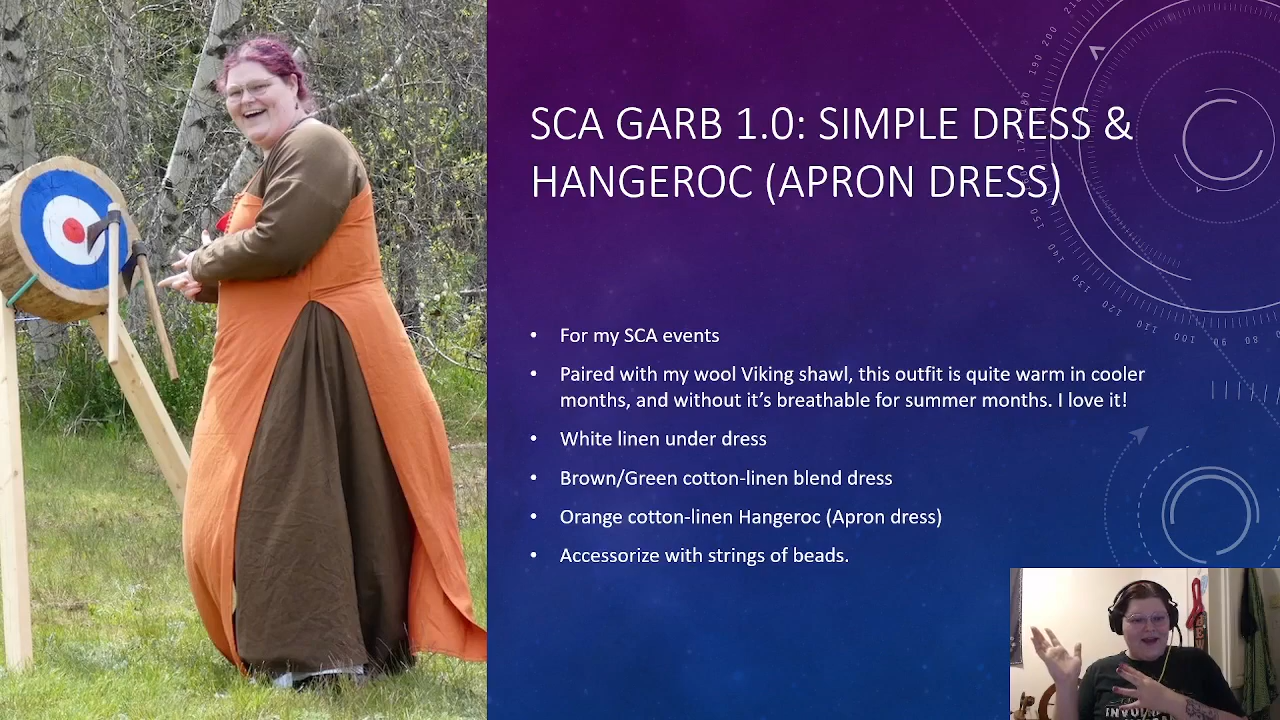 SCA GARB 1.0: SIMPLE DRESS &
HANGEROC (APRON DRESS)
• For my SCA events
• Paired with my wool Viking shawl, this outfit is quite warm in cooler
months, and without it’s breathable for summer months. I love it!
• White linen under dress
• Brown/Green cotton-linen blend dress
• Orange cotton-linen Hangeroc (Apron dress)
• Accessorize with strings of beads.